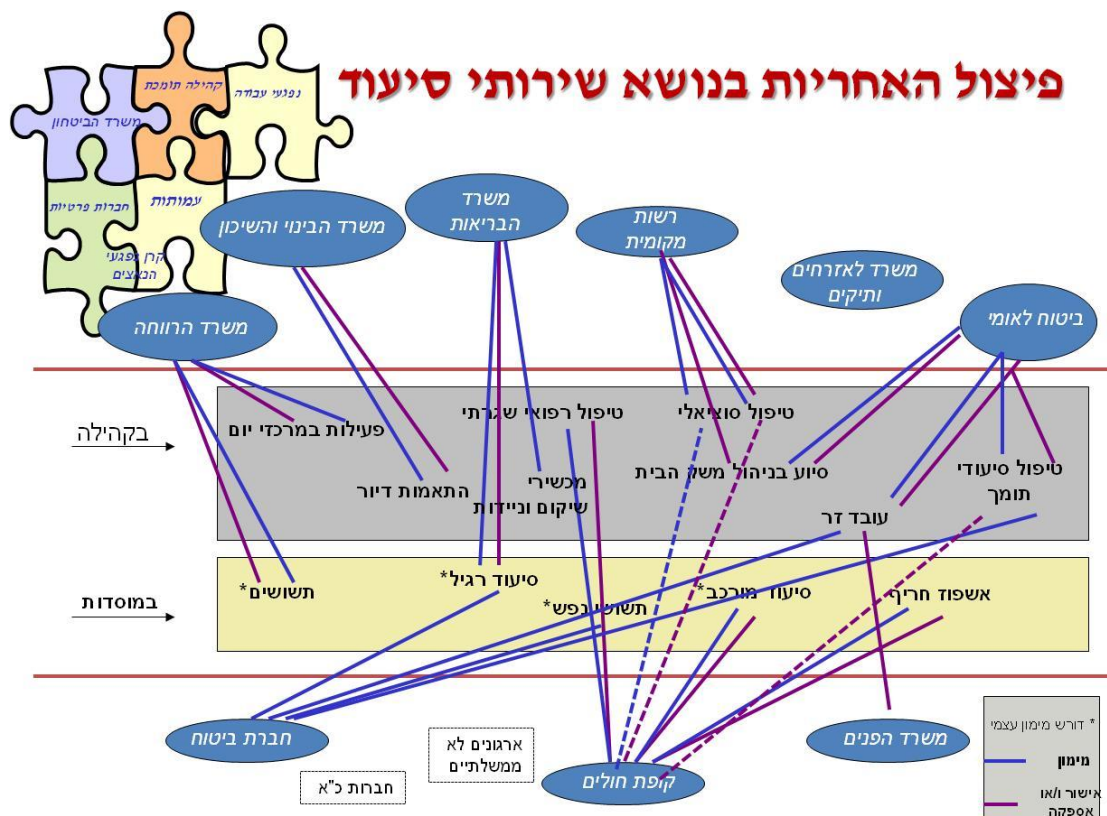 פיצול האחריות בנושא שירותי סיעוד
נפגעי עבודה
קהילה תומכת
משרד הביטחון
עמותות
חברות פרטיות
קרן נפגעי
הנאצים
משרד
הבריאות
רשות
מקומית
משרד הבינוי והשיכון
משרד לאזרחים
ותיקים
ביטוח לאומי
משרד הרווחה
בקהילה
טיפול סוציאלי
טיפול רפואי שגרתי
פעילות במרכזי יום
טיפול סיעודי
תומך
סיוע בניהול משק הבית
מכשירי
שיקום וניידות
התאמות דיור
עובד זר
במוסדות
אשפוז חריף
סיעוד מורכב*
תשושי נפש*
סיעוד רגיל*
תשושים*
משרד הפנים
קופת חולים
ארגונים לא
ממשלתיים
חברות כ"א
חברת ביטוח
* דורש מימון עצמי
מימון
אישור ו/או
אספקה